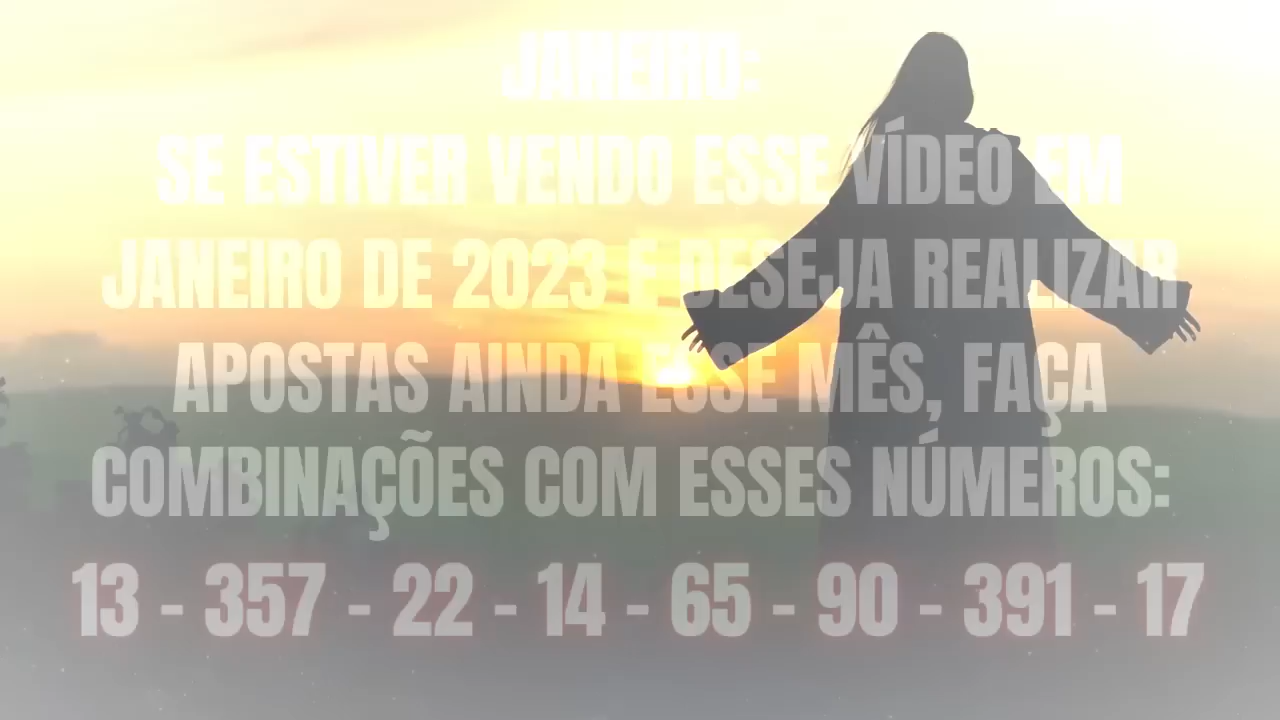 JANEIRO:
SE ESTIVER VENDO ESSE VÍDEO EM
JANEIRO DE 2023 E DESEJA REALIZAR
APOSTAS AINDA ESSE MÊS, FAÇA
COMBINAÇÕES COM ESSES NÚMEROS:
13 - 357 - 22 - 14 - 65 - 90 - 391 - 17